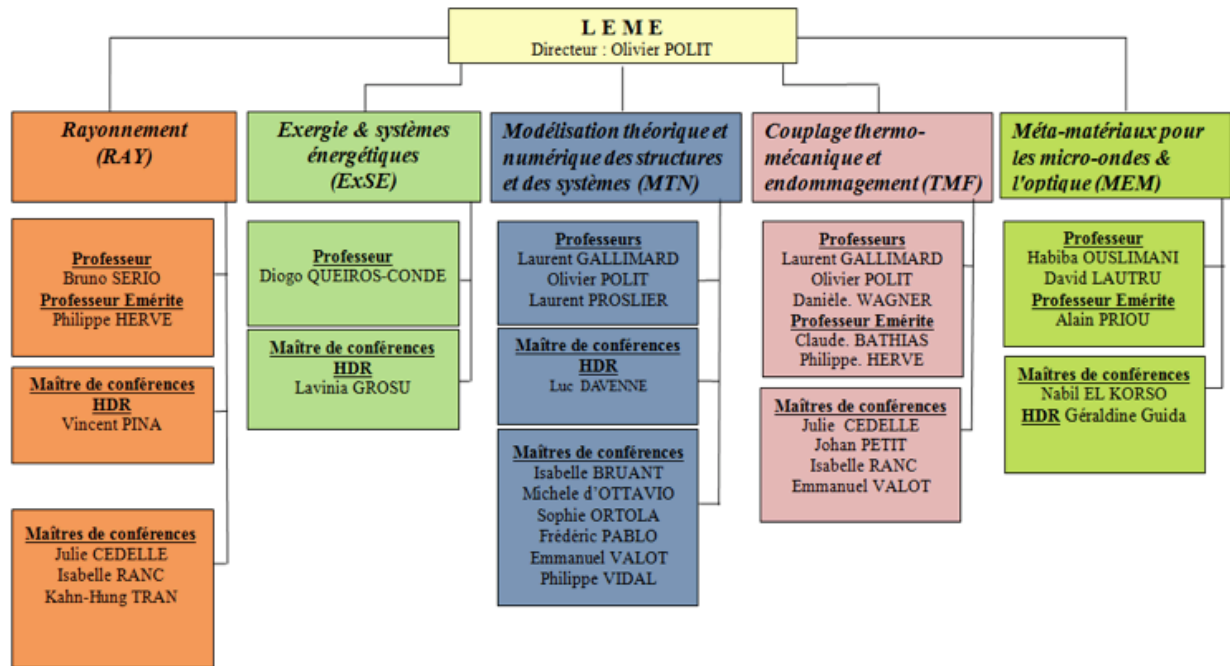 L E M E
Directeur : Olivier POLIT
Rayonnement
(RAY)
Professeur
Bruno SERIO
Professeur Emérite
Philippe HERVE
Maître de conférences
HDR
Vincent PINA
Maîtres de conférences
Julie CEDELLE
Isabelle RANC
Kahn-Hung TRAN
Exergie & systèmes
énergétiques
(ExSE)
Professeur
Diogo QUEIROS-CONDE
Maître de conférences
HDR
Lavinia GROSU
Modélisation théorique et
numérique des structures
et des systèmes (MTN)
Professeurs
Laurent GALLIMARD
Olivier POLIT
Laurent PROSLIER
Maître de conférences
HDR
Luc DAVENNE
Maîtres de conférences
Isabelle BRUANT
Michele d'OTTAVIO
Sophie ORTOLA
Frédéric PABLO
Emmanuel VALOT
Philippe VIDAL
Couplage thermo-
mécanique et
endommagement (TMF)
Professeurs
Laurent GALLIMARD
Olivier POLIT
Danièle. WAGNER
Professeur Emérite
Claude. BATHIAS
Philippe. HERVE
Maîtres de conférences
Julie CEDELLE
Johan PETIT
Isabelle RANC
Emmanuel VALOT
Méta-matériaux pour
les micro-ondes &
l'optique (MEM)
Professeur
Habiba OUSLIMANI
David LAUTRU
Professeur Emérite
Alain PRIOU
Maîtres de conférences
Nabil EL KORSO
HDR Géraldine Guida